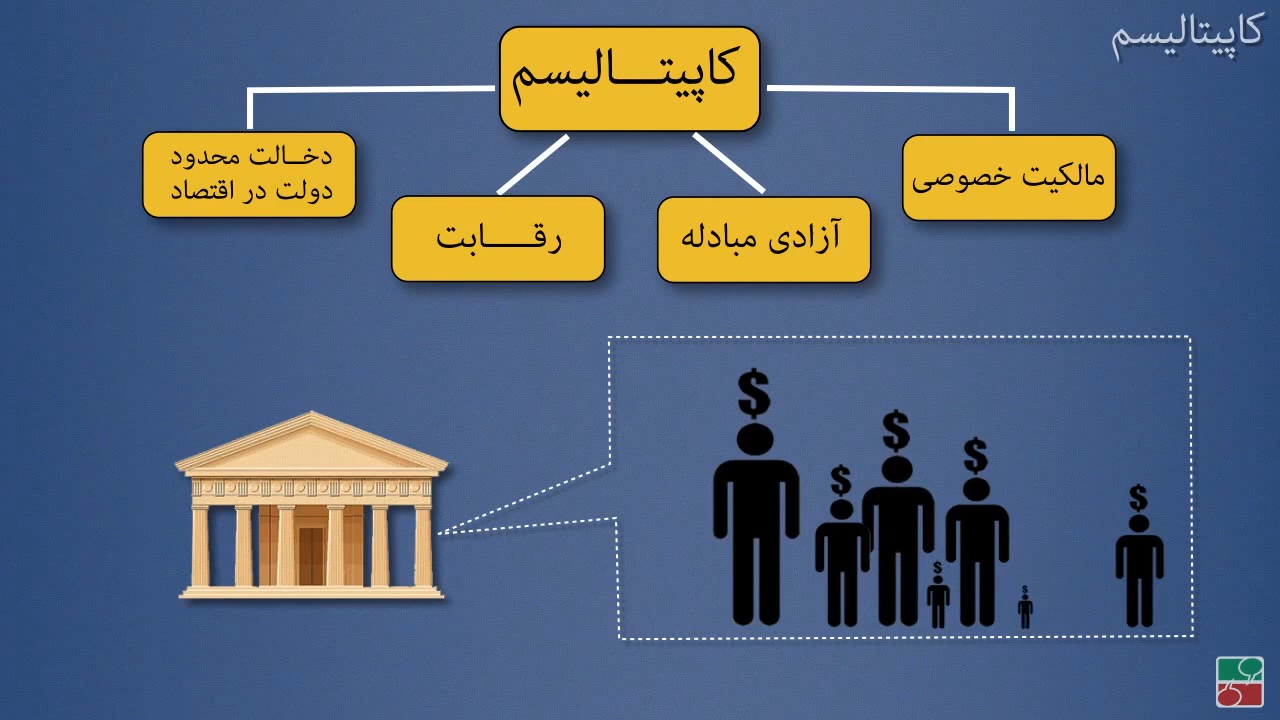 کاپیتالیسم
کاپیتـــالیسم
مالکیت خصوصی
آزادی مبادله
رقـــابت
دخـالت محدود
دولت در اقتصاد
$
$
$
$
$
$
$